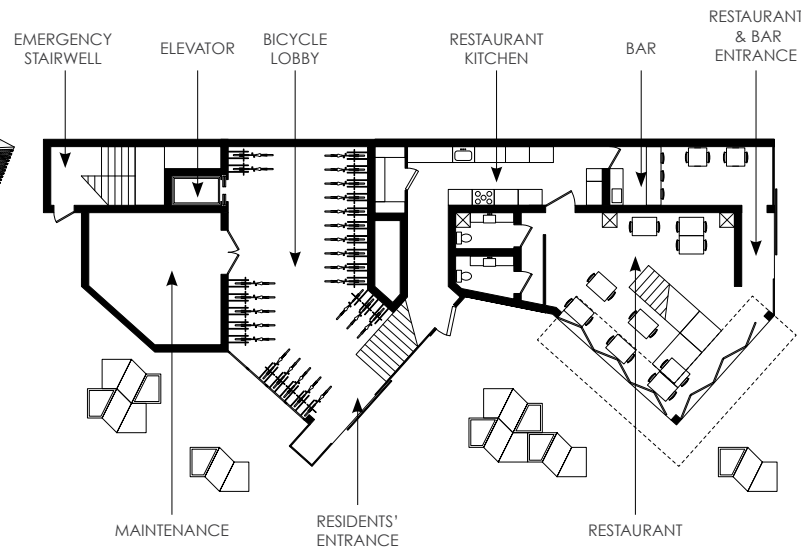 EMERGENCY
STAIRWELL
ELEVATOR
BICYCLE
LOBBY
RESTAURANT
KITCHEN
BAR
RESTAURANT
& BAR
ENTRANCE
MAINTENANCE
RESIDENTS'
ENTRANCE
RESTAURANT